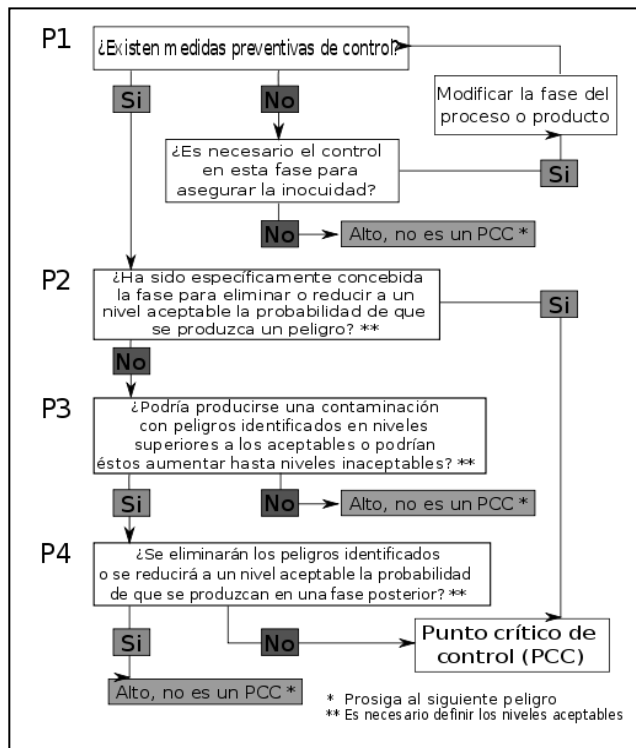 P1
¿Existen medidas preventivas de control?
Si
No
Modificar la fase del
proceso o producto
¿Es necesario el control
en esta fase para
asegurar la inocuidad?
Si
No
Alto, no es un PCC *
P2
¿Ha sido específicamente concebida
la fase para eliminar o reducir a un
nivel aceptable la probabilidad de que
se produzca un peligro? **
Si
No
P3
¿Podría producirse una contaminación
con peligros identificados en niveles
superiores a los aceptables o podrían
éstos aumentar hasta niveles inaceptables? **
Si
No
Alto, no es un PCC *
P4
¿Se eliminarán los peligros identificados
o se reducirá a un nivel aceptable la probabilidad
de que se produzcan en una fase posterior? **
Si
No
Punto crítico de
control (PCC)
Alto, no es un PCC *
* Prosiga al siguiente peligro
** Es necesario definir los niveles aceptables